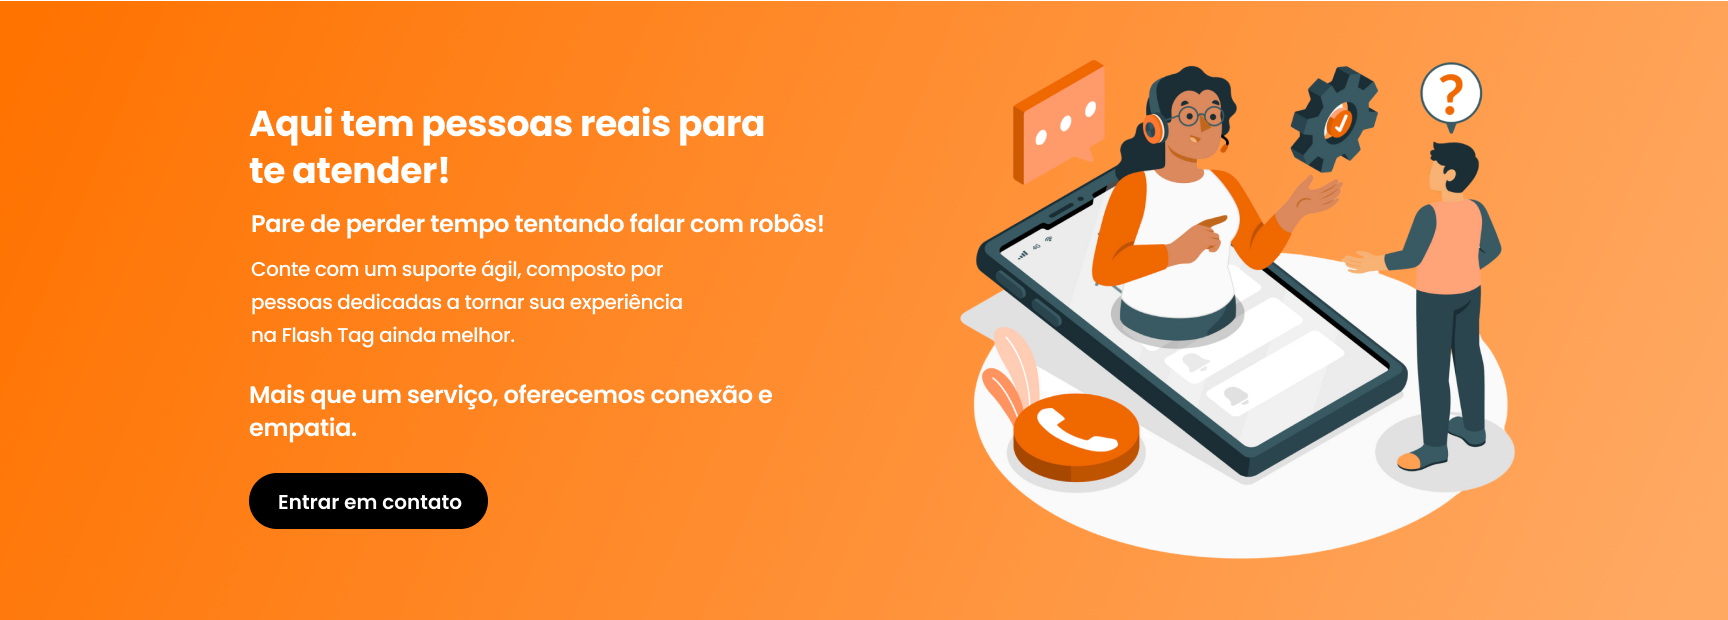 Aqui tem pessoas reais para
te atender!
Pare de perder tempo tentando falar com robôs!
Conte com um suporte ágil, composto por
pessoas dedicadas a tornar sua experiência
na Flash Tag ainda melhor.
Mais que um serviço, oferecemos conexão e
empatia.
Entrar em contato
?
4G